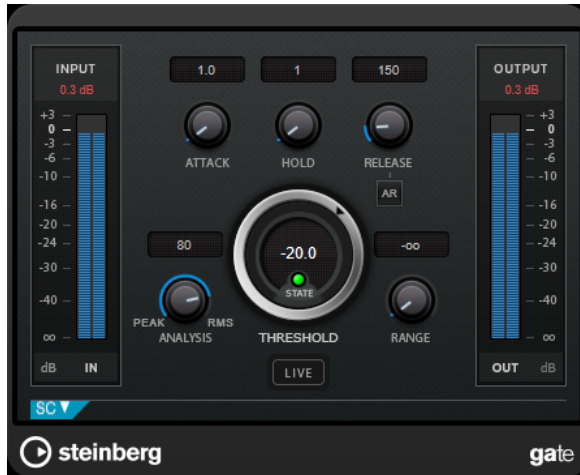 INPUT
0.3 dB
+3
0
-3
-6
-10
-16
-20
-24
-30
-40
∞
dB IN
1.0 1 150
ATTACK HOLD RELEASE
AR
80
PEAK RMS
ANALYSIS
-20.0
STATE
THRESHOLD
-∞
RANGE
LIVE
OUTPUT
0.3 dB
+3
0
-3
-6
-10
-16
-20
-24
-30
-40
∞
OUT dB
SC
steinberg
gate